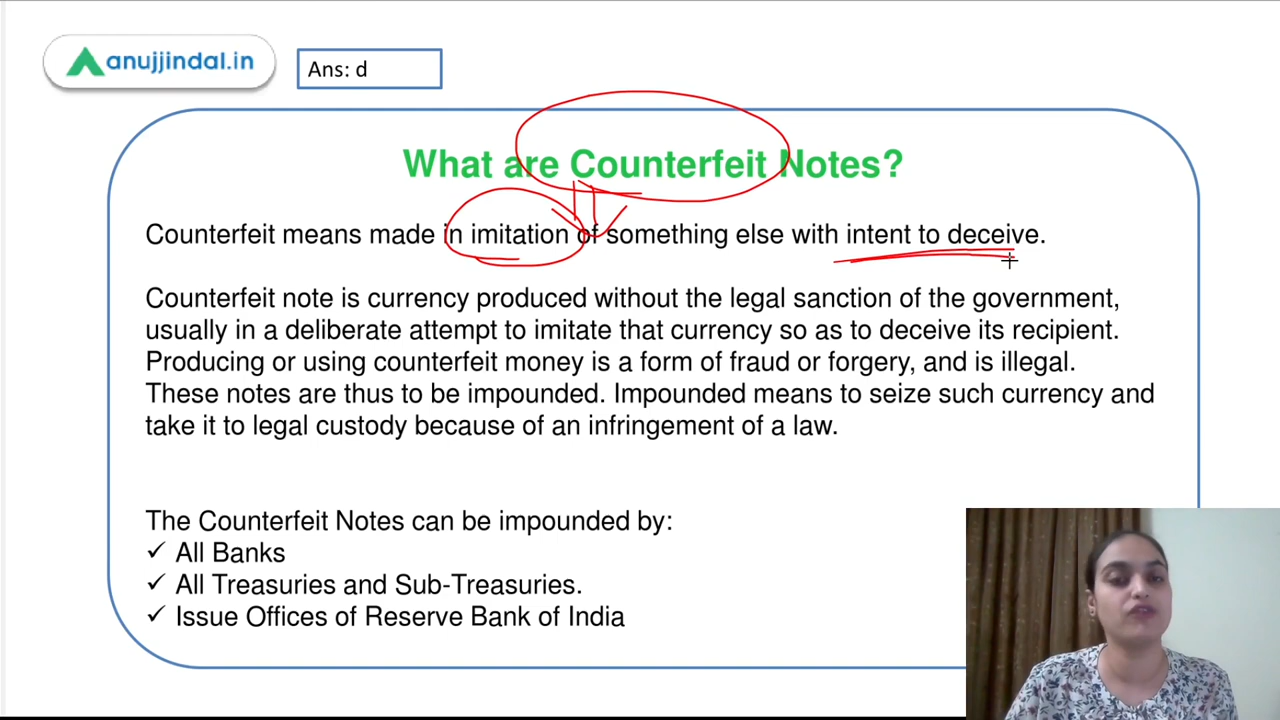 anujjindal.in
Ans: d
What are Counterfeit Notes?
Counterfeit means made in imitation of something else with intent to deceive.
Counterfeit note is currency produced without the legal sanction of the government,
usually in a deliberate attempt to imitate that currency so as to deceive its recipient.
Producing or using counterfeit money is a form of fraud or forgery, and is illegal.
These notes are thus to be impounded. Impounded means to seize such currency and
take it to legal custody because of an infringement of a law.
The Counterfeit Notes can be impounded by:
✓ All Banks
✓ All Treasuries and Sub-Treasuries.
✓ Issue Offices of Reserve Bank of India